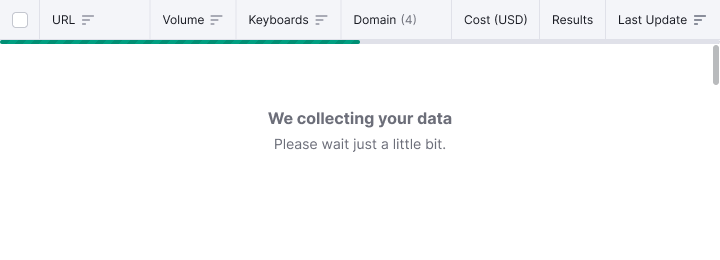 URL Volume Keyboards Domain (4) Cost (USD) Results Last Update
We collecting your data
Please wait just a little bit.